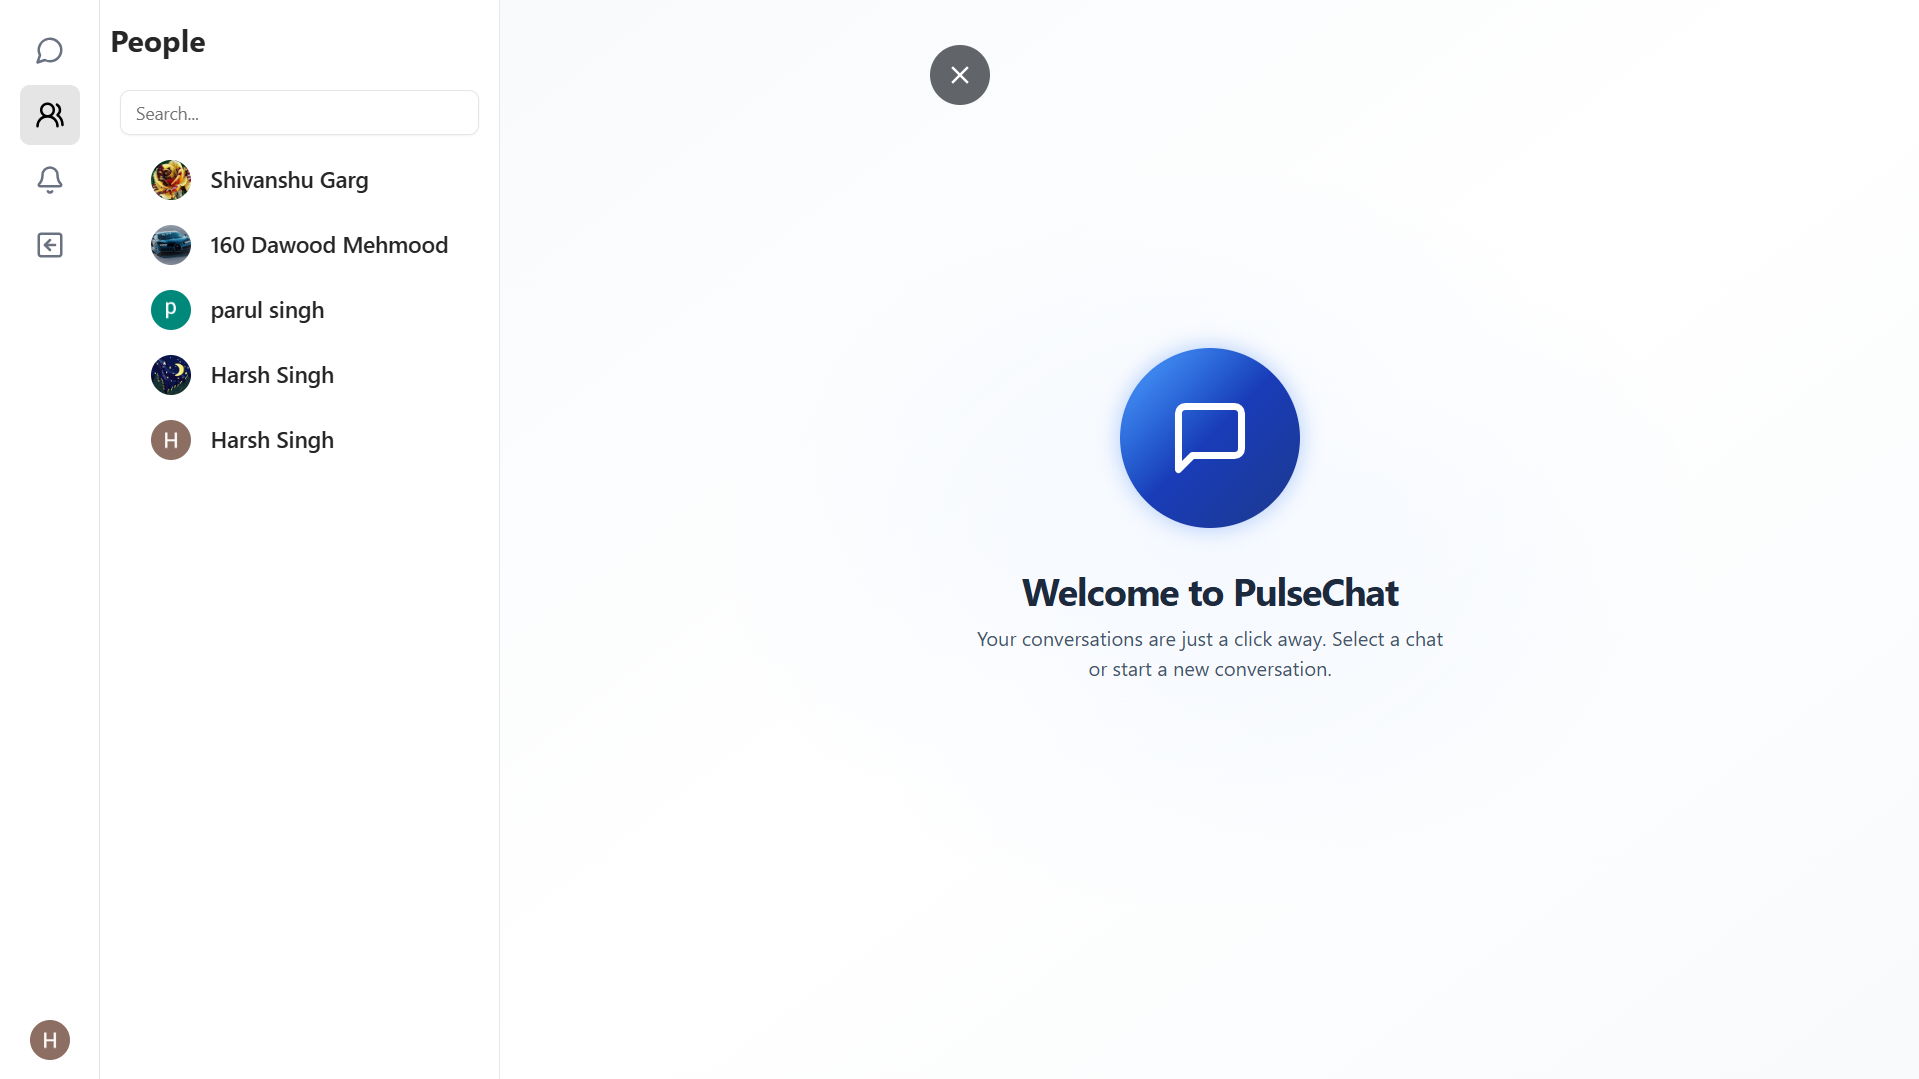 People
Search...
Shivanshu Garg
160 Dawood Mehmood
p
parul singh
Harsh Singh
H
Harsh Singh
Welcome to PulseChat
Your conversations are just a click away. Select a chat
or start a new conversation.
H